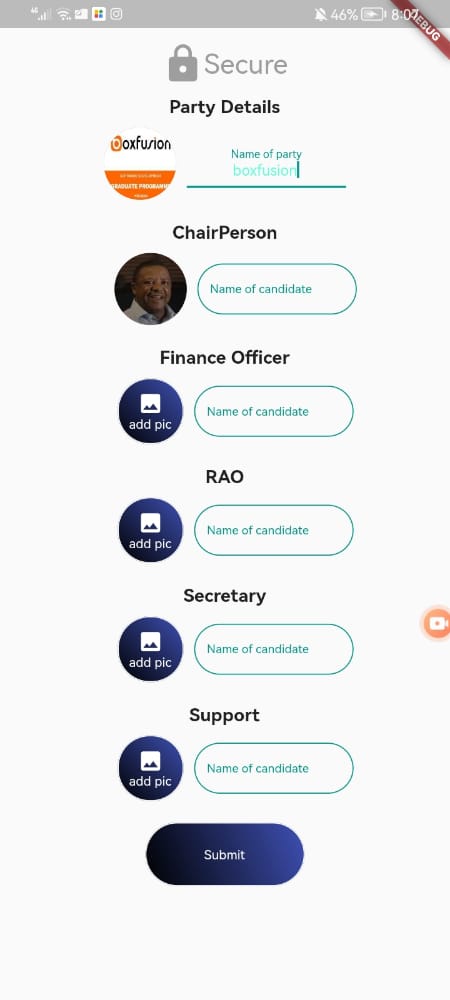 46% 8:07
DEBUG
Secure
Party Details
boxfusion
GRADUATE PROGRAMME
Name of party
boxfusion
ChairPerson
Name of candidate
Finance Officer
add pic
Name of candidate
RAO
add pic
Name of candidate
Secretary
add pic
Name of candidate
Support
add pic
Name of candidate
Submit